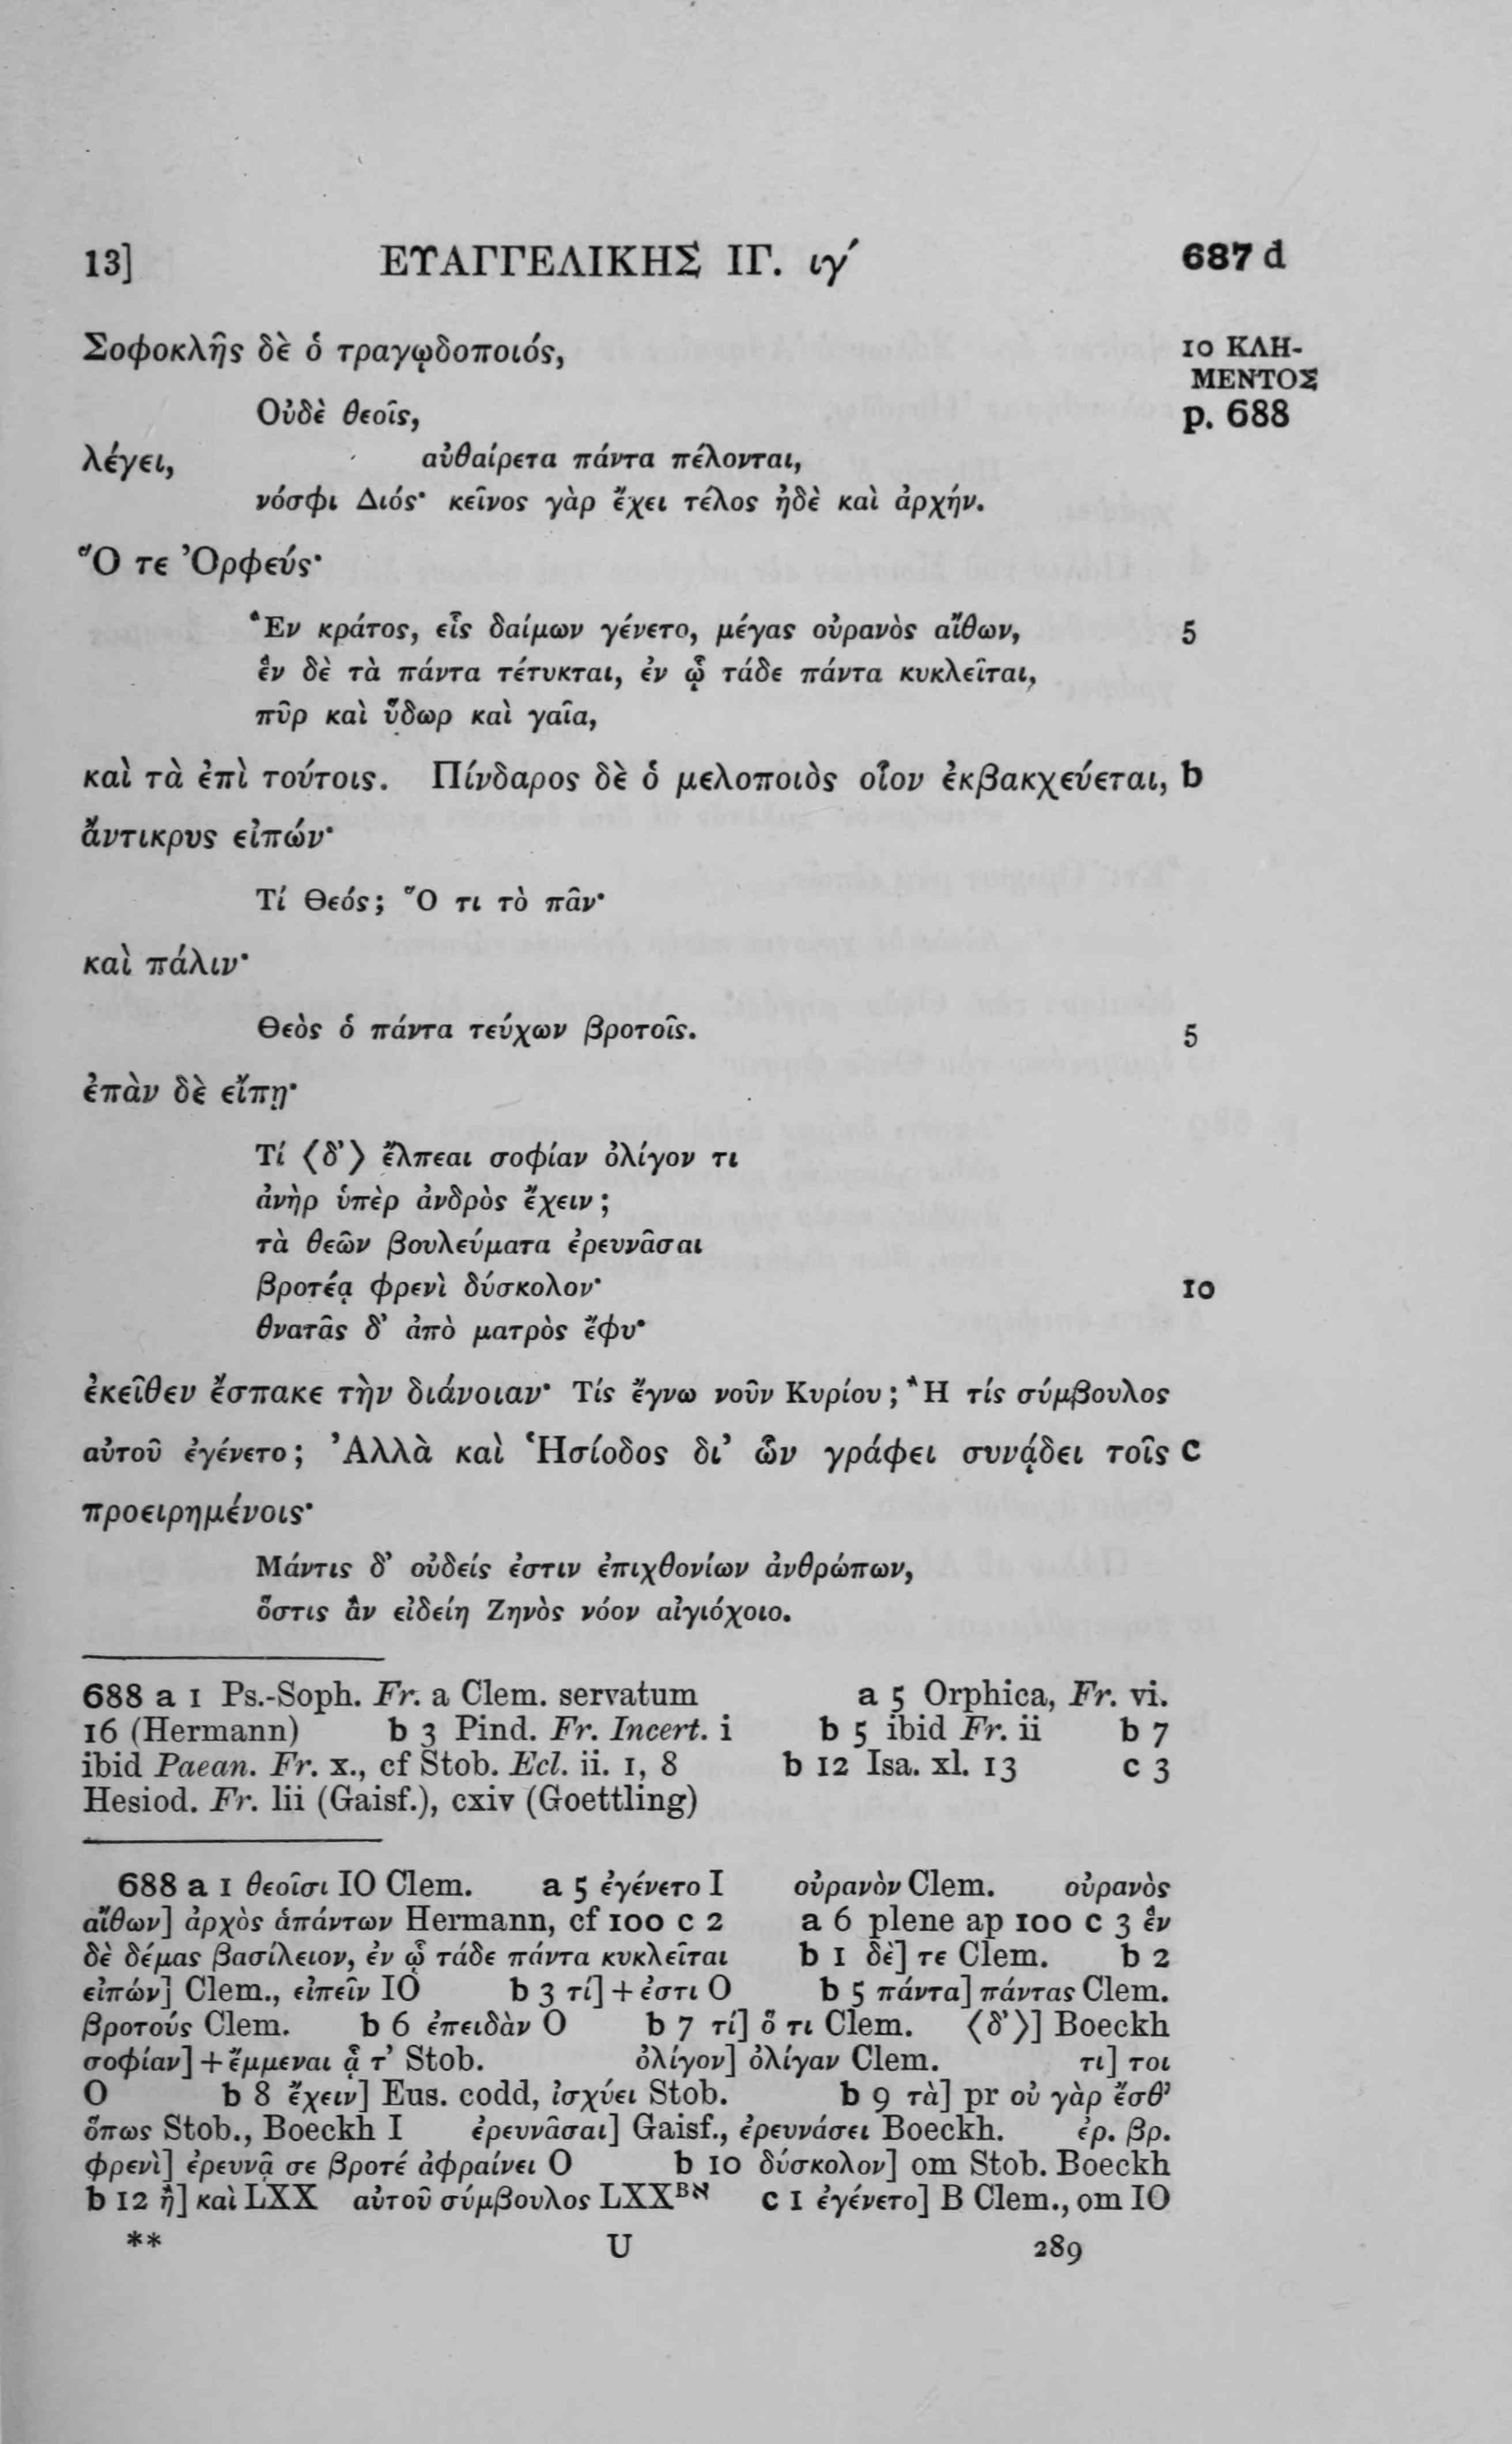 13] ΕΥΑΓΓΕΛΙΚΗΣ ΙΓ. ιγ´ 687 d
Σοφοκλῆς δὲ ὁ τραγῳδοποιός, 10 ΚΛΗ-
ΜΕΝΤΟΣ
Οὐδὲ θεοῖς, p. 688
λέγει, αὐθαίρετα πάντα πέλονται,
νόσφι Διός· κεῖνος γὰρ ἔχει τέλος ἠδὲ καὶ ἀρχήν.
Ὅ τε Ὀρφεύς·
Ἓν κράτος, εἷς δαίμων γένετο, μέγας οὐρανὸς αἴθων, 5
ἓν δὲ τὰ πάντα τέτυκται, ἐν ᾧ τάδε πάντα κυκλεῖται,
πῦρ καὶ ὕδωρ καὶ γαῖα,
καὶ τὰ ἐπὶ τούτοις. Πίνδαρος δὲ ὁ μελοποιὸς οἷον ἐκβακχεύεται, b
ἄντικρυς εἰπών·
Τί Θεός; Ὅ τι τὸ πᾶν·
καὶ πάλιν·
Θεὸς ὁ πάντα τεύχων βροτοῖς. 5
ἐπὰν δὲ εἴπῃ·
Τί ⟨δ’⟩ ἔλπεαι σοφίαν ὀλίγον τι
ἀνὴρ ὑπὲρ ἀνδρὸς ἔχειν;
τὰ θεῶν βουλεύματα ἐρευνᾶσαι
βροτέᾳ φρενὶ δύσκολον· 10
θνατᾶς δ’ ἀπὸ ματρὸς ἔφυ·
ἐκεῖθεν ἔσπακε τὴν διάνοιαν· Τίς ἔγνω νοῦν Κυρίου; Ἢ τίς σύμβουλος
αὐτοῦ ἐγένετο; Ἀλλὰ καὶ Ἡσίοδος δι’ ὧν γράφει συνᾴδει τοῖς c
προειρημένοις·
Μάντις δ’ οὐδείς ἐστιν ἐπιχθονίων ἀνθρώπων,
ὅστις ἂν εἰδείη Ζηνὸς νόον αἰγιόχοιο.
688 a 1 Ps.-Soph. Fr. a Clem. servatum a 5 Orphica, Fr. vi.
16 (Hermann) b 3 Pind. Fr. Incert. i b 5 ibid Fr. ii b 7
ibid Paean. Fr. x., cf Stob. Ecl. ii. 1, 8 b 12 Isa. xl. 13 c 3
Hesiod. Fr. lii (Gaisf.), cxiv (Goettling)
688 a 1 θεοῖσι IO Clem. a 5 ἐγένετο I οὐρανὸν Clem. οὐρανὸς
αἴθων] ἀρχὸς ἁπάντων Hermann, cf 100 c 2 a 6 plene ap 100 c 3 ἓν
δὲ δέμας βασίλειον, ἐν ᾧ τάδε πάντα κυκλεῖται b 1 δὲ] τε Clem. b 2
εἰπών] Clem., εἰπεῖν IO b 3 τί] + ἐστι O b 5 πάντα] πάντας Clem.
βροτούς Clem. b 6 ἐπειδὰν O b 7 τί] ὅ τι Clem. ⟨δ’⟩] Boeckh
σοφίαν] + ἔμμεναι ᾇ τ’ Stob. ὀλίγον] ὀλίγαν Clem. τι] τοι
O b 8 ἔχειν] Eus. codd, ἰσχύει Stob. b 9 τὰ] pr οὐ γὰρ ἔσθ’
ὅπως Stob., Boeckh I ἐρευνᾶσαι] Gaisf., ἐρευνάσει Boeckh. ἐρ. βρ.
φρενὶ] ἐρευνᾷ σε βροτέ ἀφραίνει O b 10 δύσκολον] om Stob. Boeckh
b 12 ἢ] καὶ LXX αὐτοῦ σύμβουλος LXXᴮא c 1 ἐγένετο] B Clem., om IO
** U 289